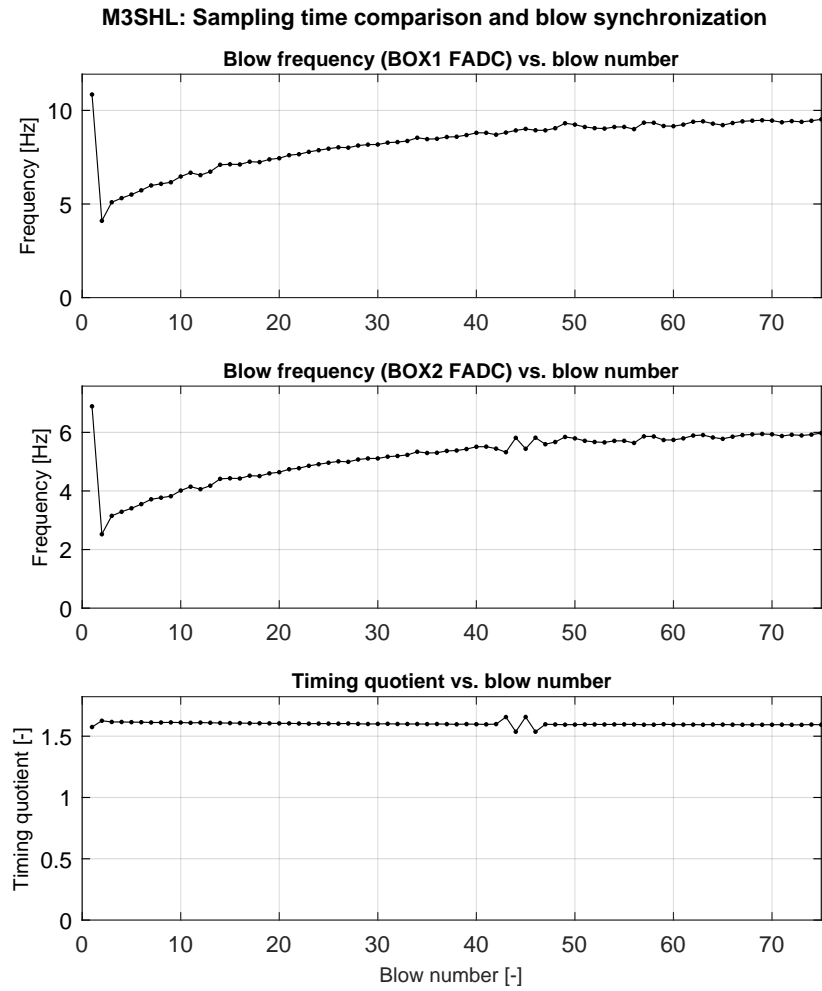 M3SHL: Sampling time comparison and blow synchronization
Blow frequency (BOX1 FADC) vs. blow number
Frequency [Hz]
10
5
0
0 10 20 30 40 50 60 70
Blow frequency (BOX2 FADC) vs. blow number
Frequency [Hz]
6
4
2
0
0 10 20 30 40 50 60 70
Timing quotient vs. blow number
Timing quotient [-]
1.5
1
0.5
0
0 10 20 30 40 50 60 70
Blow number [-]